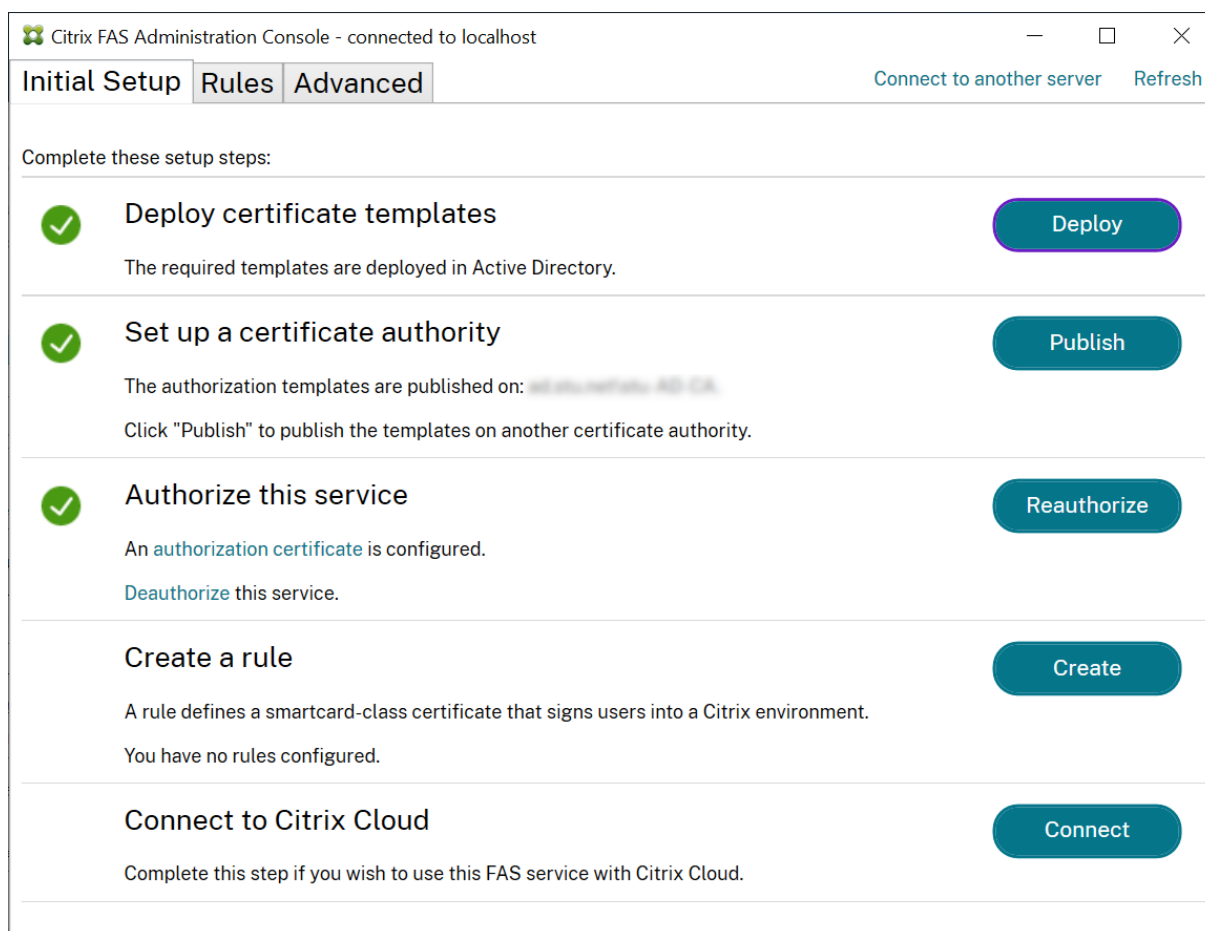 Citrix FAS Administration Console - connected to localhost
Initial Setup Rules Advanced Connect to another server Refresh
Complete these setup steps:
Deploy certificate templates
Deploy
The required templates are deployed in Active Directory.
Set up a certificate authority
Publish
The authorization templates are published on:
Click "Publish" to publish the templates on another certificate authority.
Authorize this service
Reauthorize
An authorization certificate is configured.
Deauthorize this service.
Create a rule
Create
A rule defines a smartcard-class certificate that signs users into a Citrix environment.
You have no rules configured.
Connect to Citrix Cloud
Connect
Complete this step if you wish to use this FAS service with Citrix Cloud.